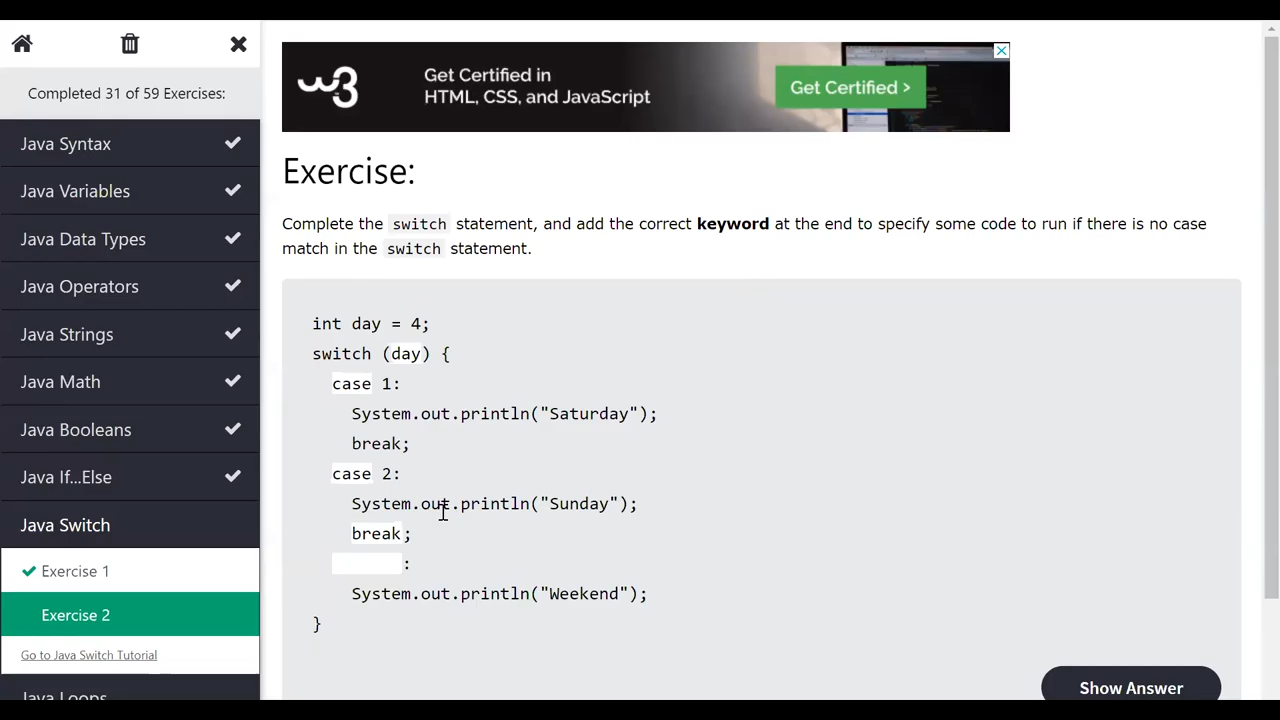 Completed 31 of 59 Exercises:
Java Syntax
Java Variables
Java Data Types
Java Operators
Java Strings
Java Math
Java Booleans
Java If...Else
Java Switch
Exercise 1
Exercise 2
Go to Java Switch Tutorial
Java Loops
w3
Get Certified in
HTML, CSS, and JavaScript
Get Certified >
Exercise:
Complete the switch statement, and add the correct keyword at the end to specify some code to run if there is no case
match in the switch statement.
int day = 4;
switch (day) {
case 1:
System.out.println("Saturday");
break;
case 2:
System.out.println("Sunday");
break;
:
System.out.println("Weekend");
}
Show Answer